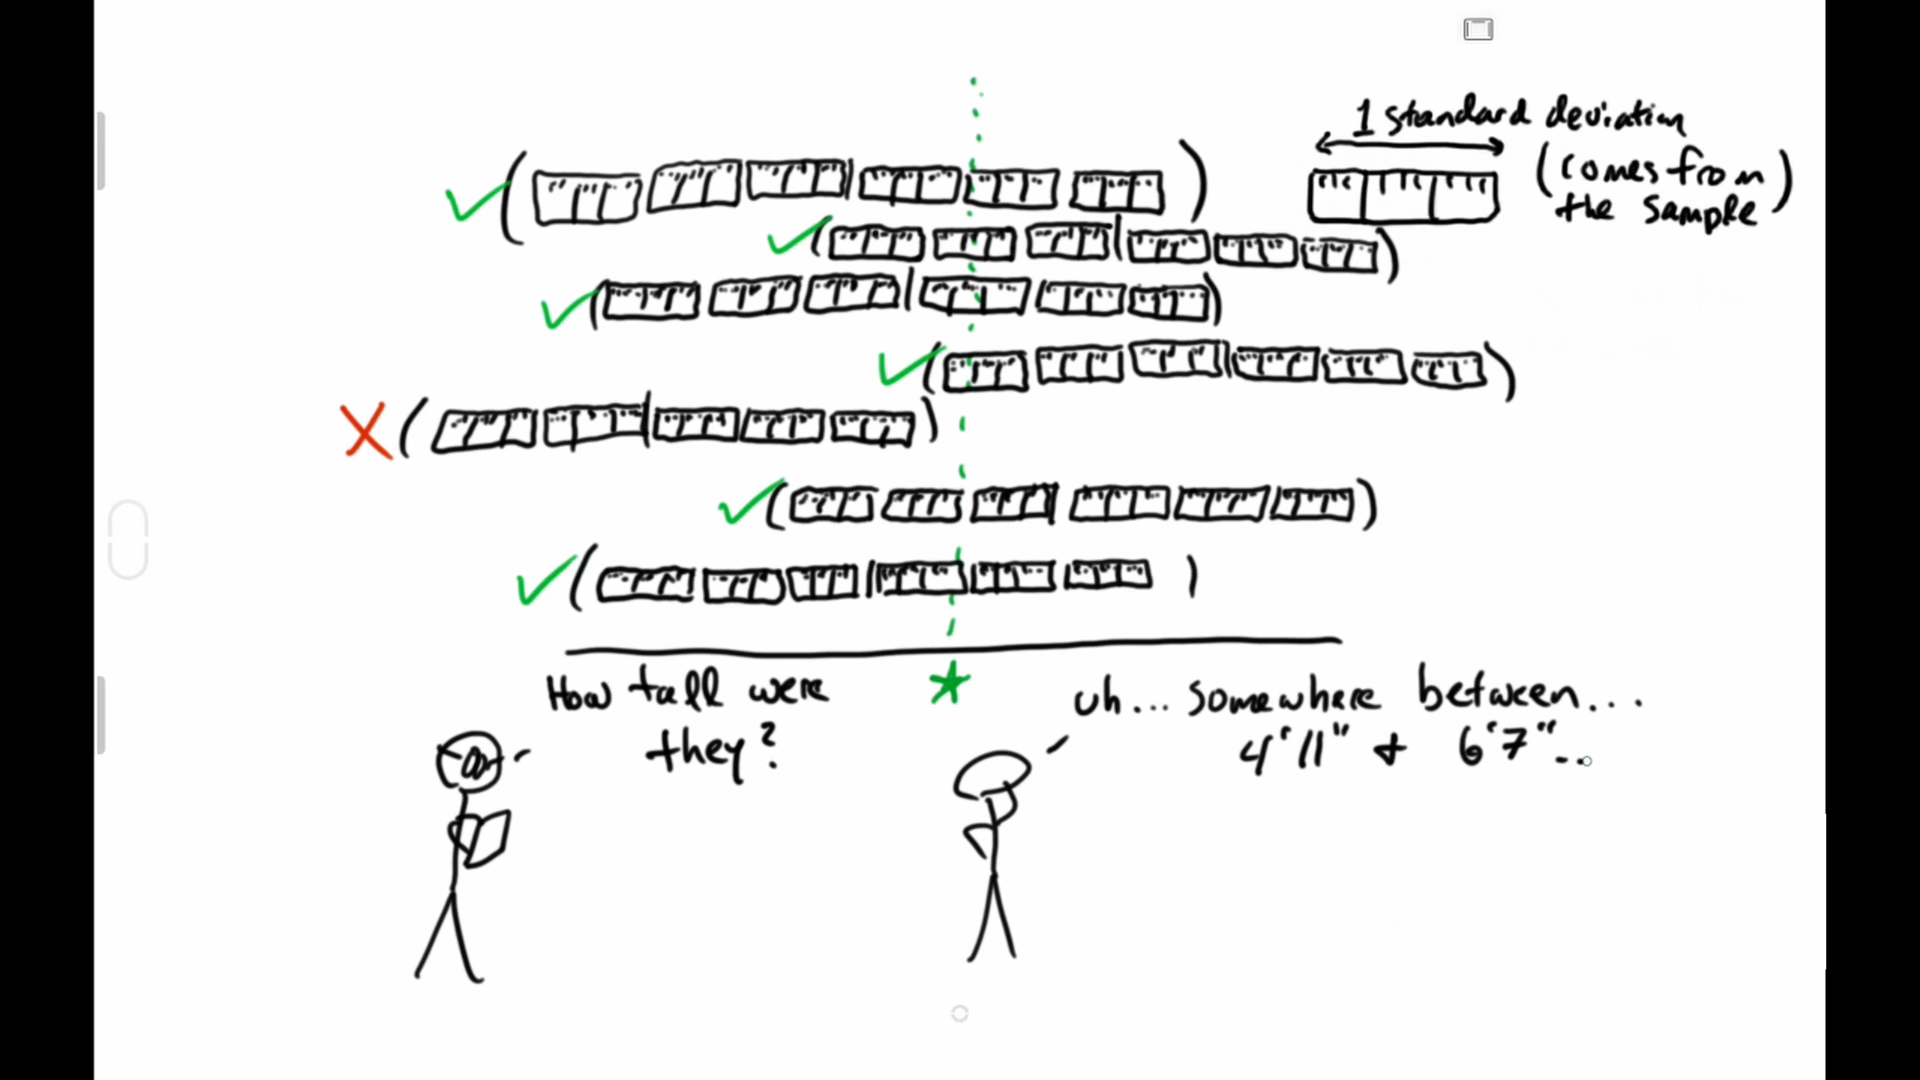 1 standard deviation
(comes from
the sample)
How tall were
they?
uh... somewhere between...
4'11" + 6'7"...